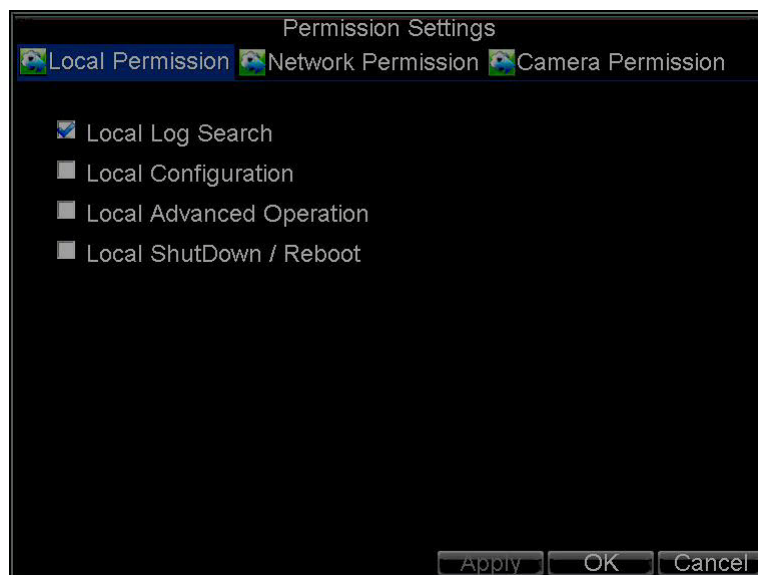 Permission Settings
Local Permission Network Permission Camera Permission
Local Log Search
Local Configuration
Local Advanced Operation
Local ShutDown / Reboot
Apply OK Cancel